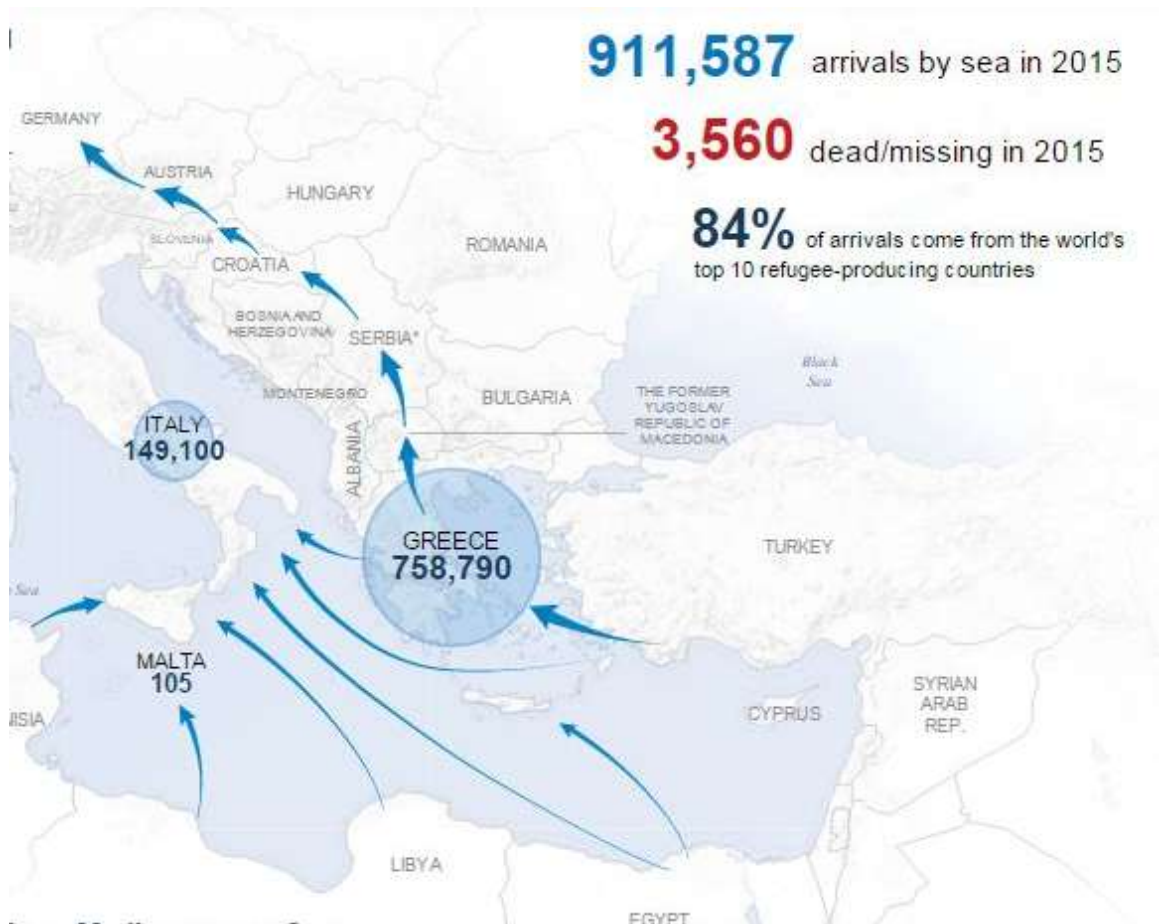 911,587 arrivals by sea in 2015
3,560 dead/missing in 2015
84% of arrivals come from the world's
top 10 refugee-producing countries
GERMANY
AUSTRIA
HUNGARY
SLOVENIA
CROATIA
ROMANIA
BOSNIA AND
HERZEGOVINA
SERBIA*
Black
Sea
MONTENEGRO
BULGARIA
THE FORMER
YUGOSLAV
REPUBLIC OF
MACEDONIA
ITALY
149,100
ALBANIA
GREECE
758,790
TURKEY
Sea
MALTA
105
SYRIAN
ARAB
REP.
CYPRUS
ISIA
LIBYA
EGYPT